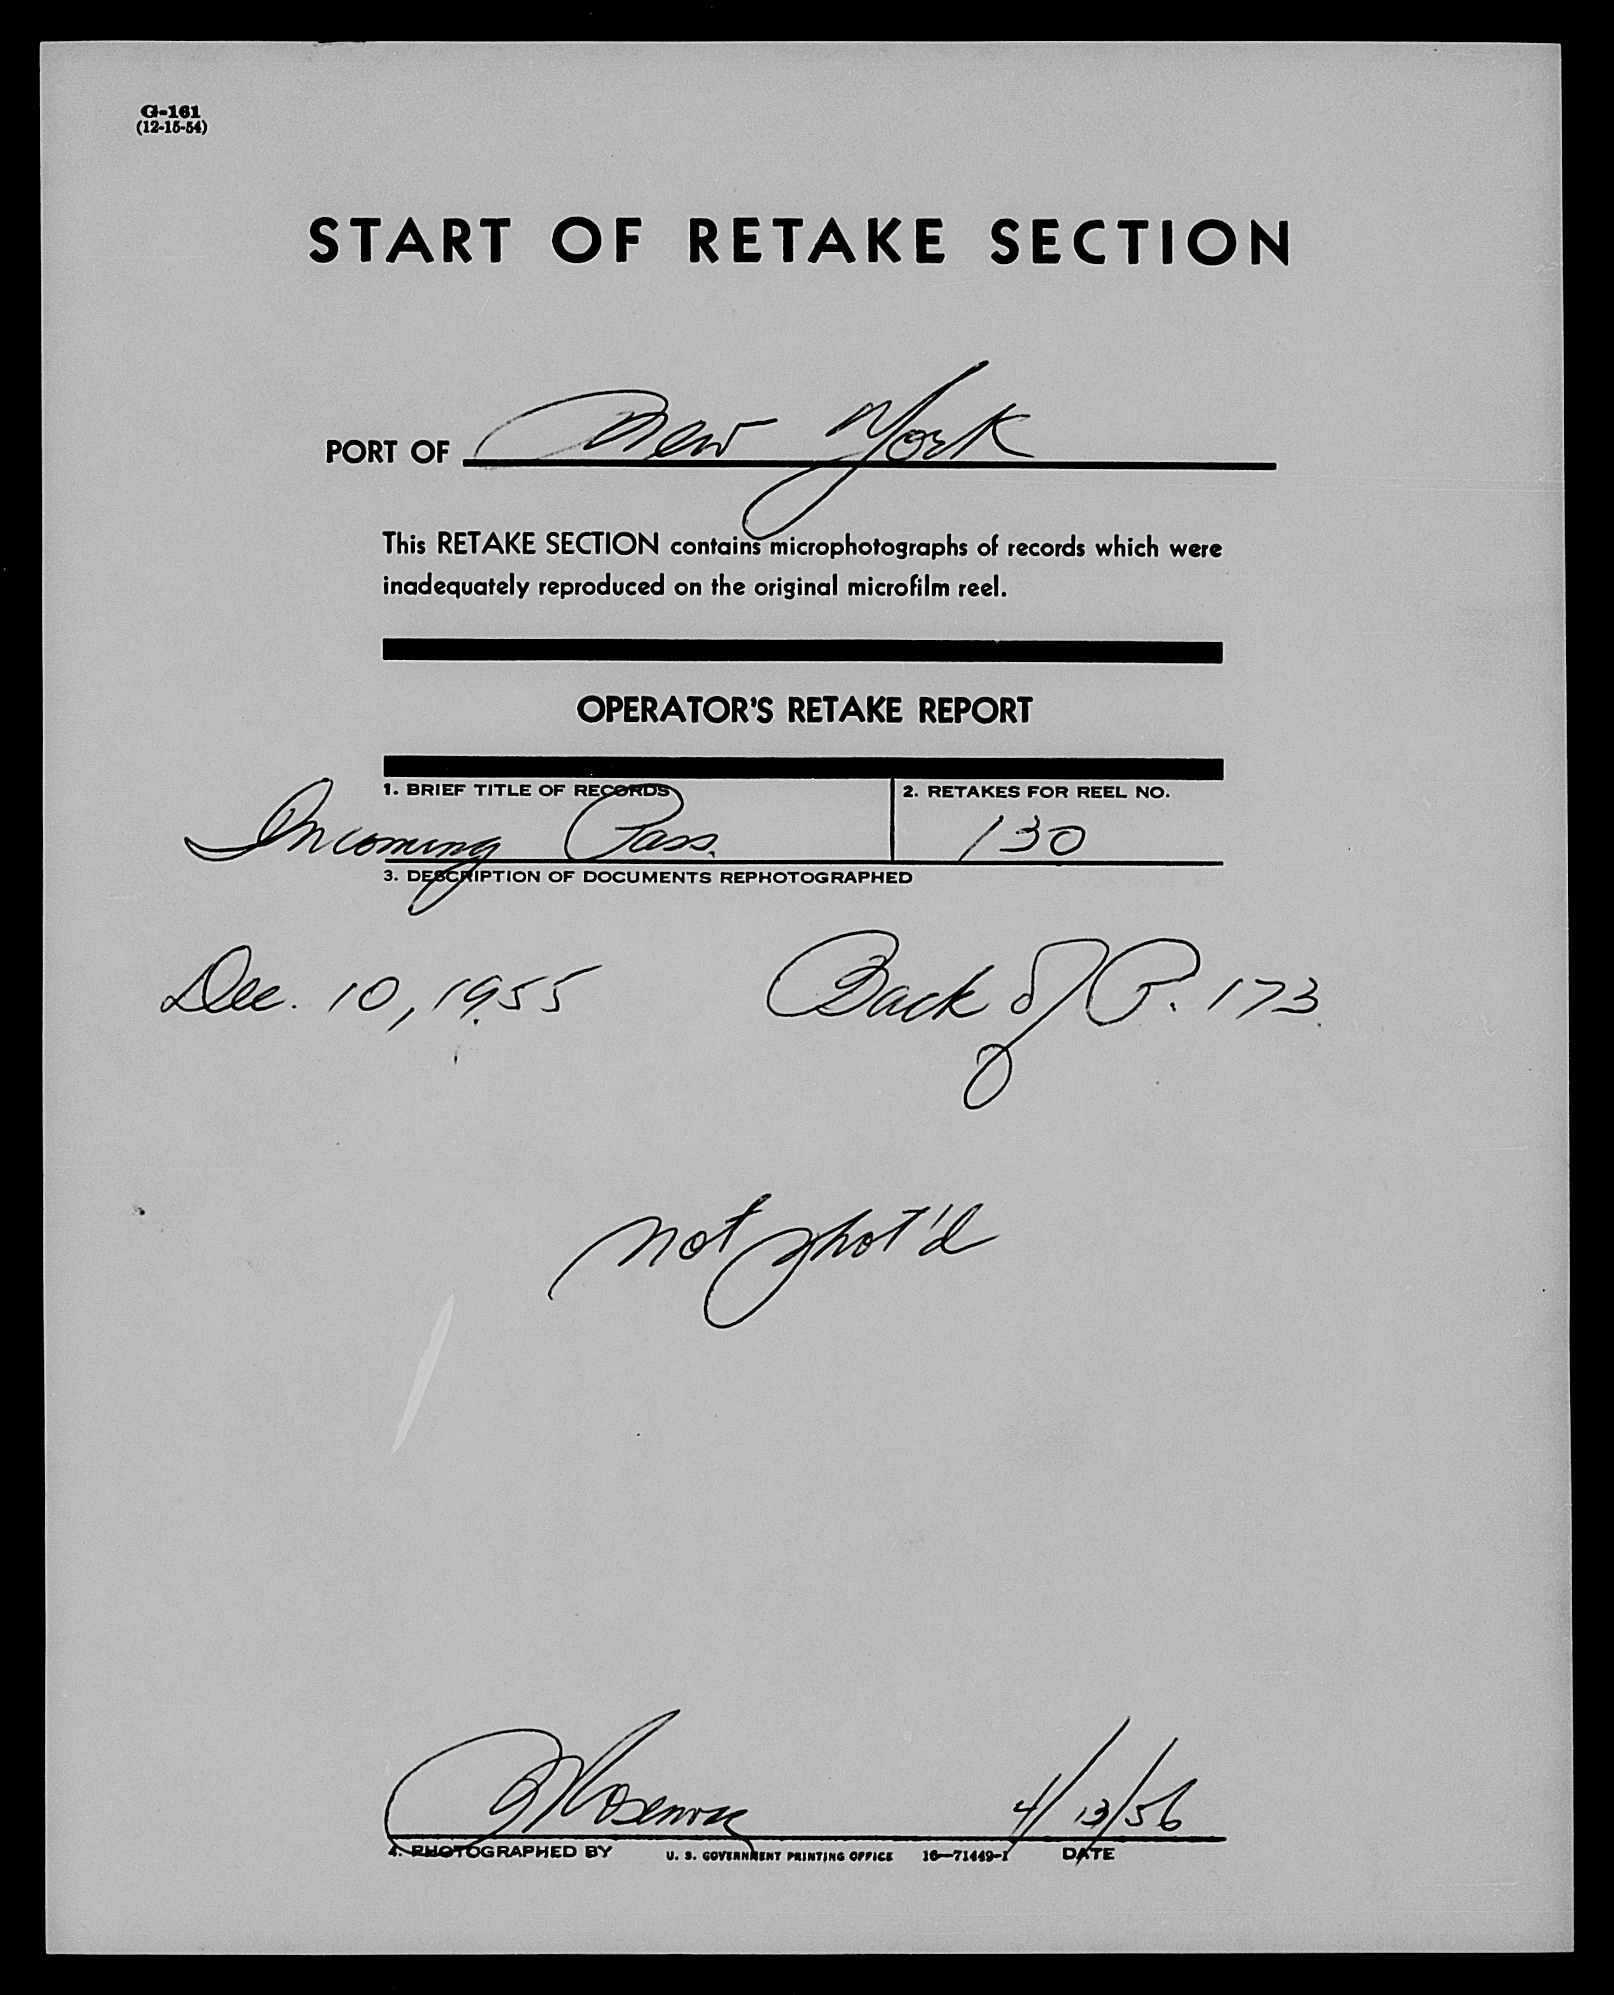 G-161
(12-15-54)
START OF RETAKE SECTION
PORT OF New York
This RETAKE SECTION contains microphotographs of records which were
inadequately reproduced on the original microfilm reel.
OPERATOR'S RETAKE REPORT
1. BRIEF TITLE OF RECORDS 2. RETAKES FOR REEL NO.
Incoming Pass. 130
3. DESCRIPTION OF DOCUMENTS REPHOTOGRAPHED
Dec. 10, 1955 Back of P. 173
not phot'd
4/13/56
4. PHOTOGRAPHED BY U. S. GOVERNMENT PRINTING OFFICE 16—71449-1 DATE